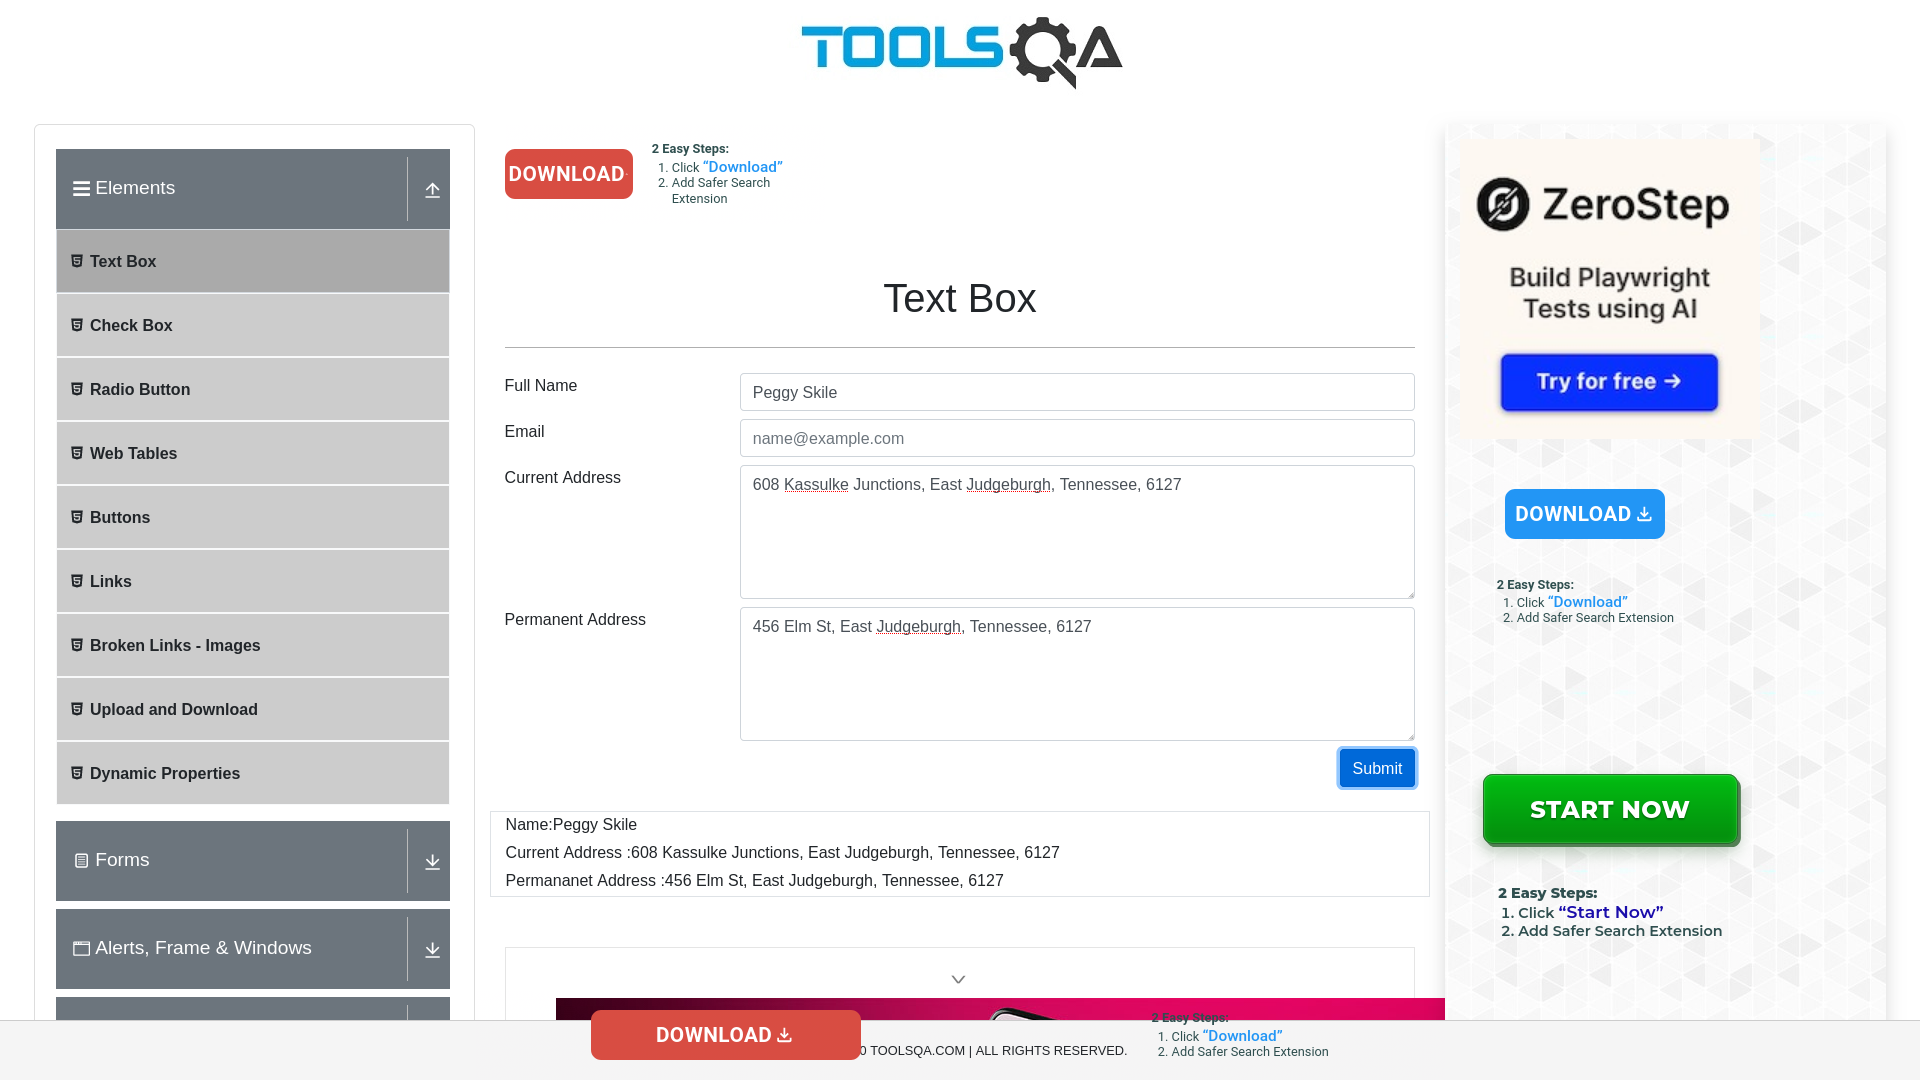 TOOLSQA
Elements
Text Box
Check Box
Radio Button
Web Tables
Buttons
Links
Broken Links - Images
Upload and Download
Dynamic Properties
Forms
Alerts, Frame & Windows
DOWNLOAD
2 Easy Steps:
1. Click “Download”
2. Add Safer Search
Extension
Text Box
Full Name
Peggy Skile
Email
name@example.com
Current Address
608 Kassulke Junctions, East Judgeburgh, Tennessee, 6127
Permanent Address
456 Elm St, East Judgeburgh, Tennessee, 6127
Submit
Name:Peggy Skile
Current Address :608 Kassulke Junctions, East Judgeburgh, Tennessee, 6127
Permananet Address :456 Elm St, East Judgeburgh, Tennessee, 6127
ZeroStep
Build Playwright
Tests using AI
Try for free →
DOWNLOAD
2 Easy Steps:
1. Click “Download”
2. Add Safer Search Extension
START NOW
2 Easy Steps:
1. Click “Start Now”
2. Add Safer Search Extension
DOWNLOAD
0 TOOLSQA.COM | ALL RIGHTS RESERVED.
2 Easy Steps:
1. Click “Download”
2. Add Safer Search Extension